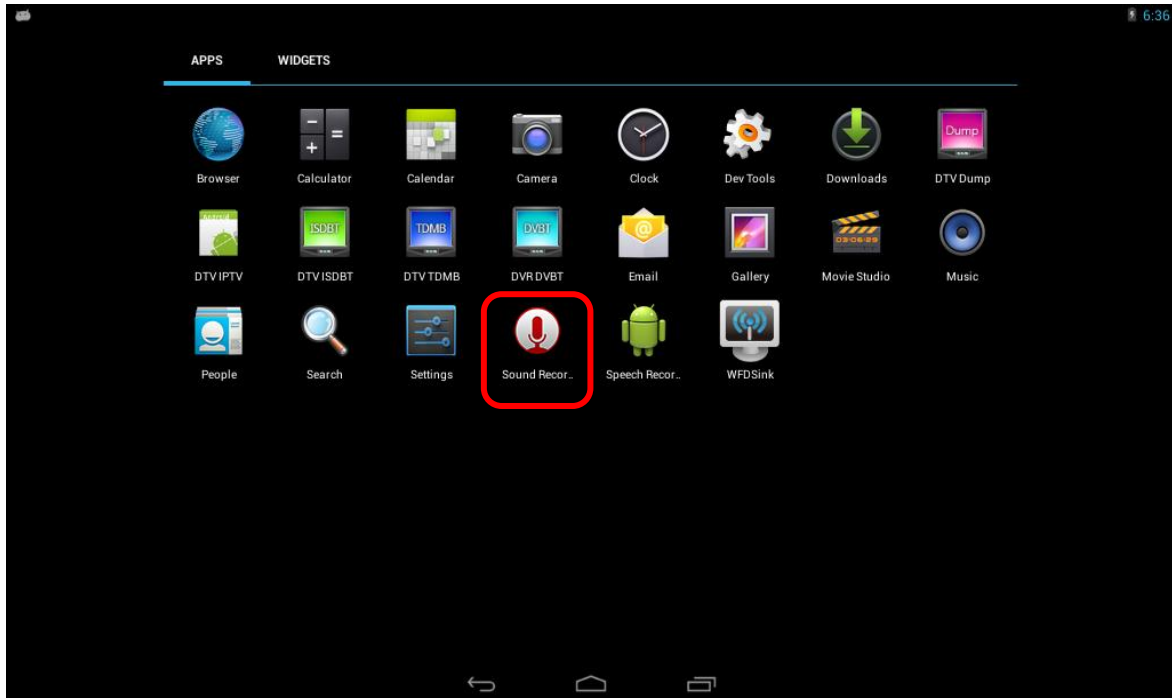 6:36
APPS WIDGETS
Dump
Browser Calculator Calendar Camera Clock Dev Tools Downloads DTV Dump
Android ISDBT TDMB DVBT @ 03:06:29
DTV IPTV DTV ISDBT DTV TDMB DVR DVBT Email Gallery Movie Studio Music
People Search Settings Sound Recor.. Speech Recor.. WFDSink